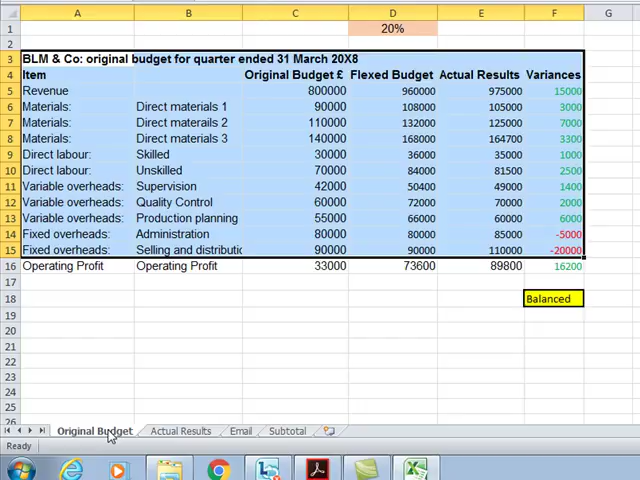 A B C D E F G
1 20%
2
3 BLM & Co: original budget for quarter ended 31 March 20X8
4 Item Original Budget £ Flexed Budget Actual Results Variances
5 Revenue 800000 960000 975000 15000
6 Materials: Direct materials 1 90000 108000 105000 3000
7 Materials: Direct materails 2 110000 132000 125000 7000
8 Materials: Direct materials 3 140000 168000 164700 3300
9 Direct labour: Skilled 30000 36000 35000 1000
10 Direct labour: Unskilled 70000 84000 81500 2500
11 Variable overheads: Supervision 42000 50400 49000 1400
12 Variable overheads: Quality Control 60000 72000 70000 2000
13 Variable overheads: Production planning 55000 66000 60000 6000
14 Fixed overheads: Administration 80000 80000 85000 -5000
15 Fixed overheads: Selling and distributic 90000 90000 110000 -20000
16 Operating Profit Operating Profit 33000 73600 89800 16200
17
18 Balanced
19
20
21
22
23
24
25
26
Original Budget Actual Results Email Subtotal
Ready